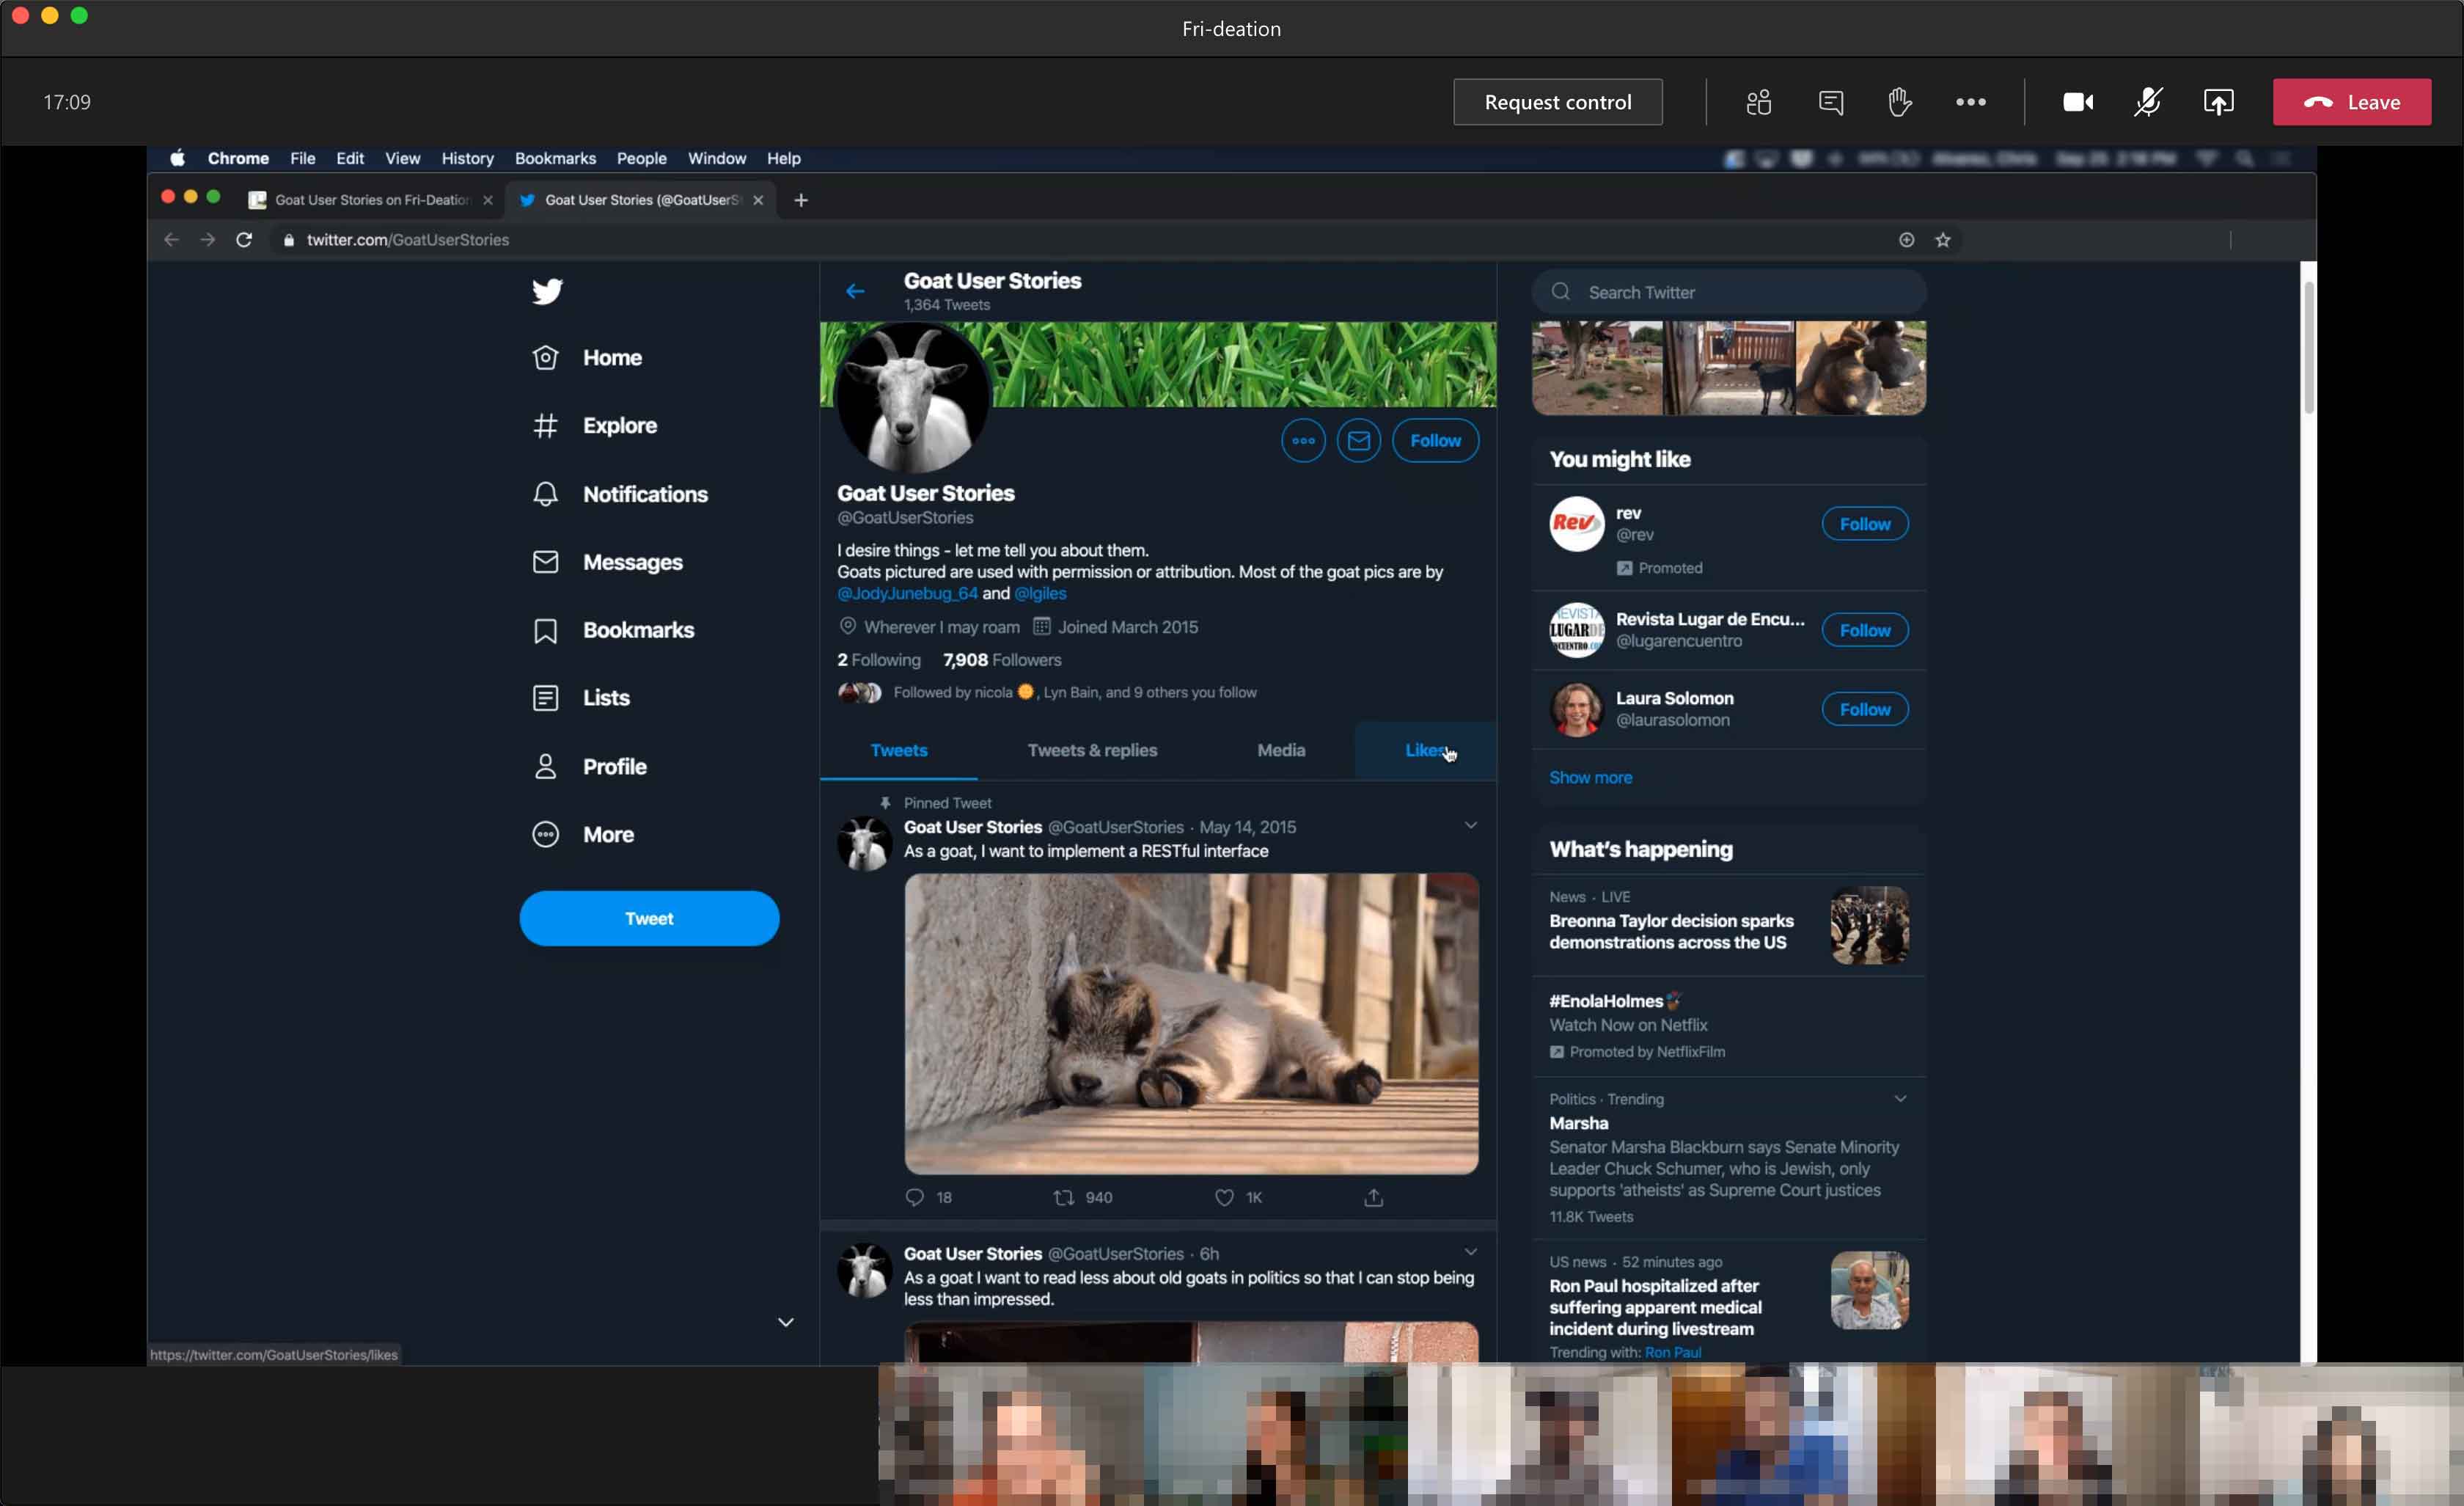 Fri-deation
17:09
Request control
Leave
Chrome File Edit View History Bookmarks People Window Help
Goat User Stories on Fri-Deation
Goat User Stories (@GoatUserS
twitter.com/GoatUserStories
Home
Explore
Notifications
Messages
Bookmarks
Lists
Profile
More
Tweet
https://twitter.com/GoatUserStories/likes
Goat User Stories
1,364 Tweets
Follow
Goat User Stories
@GoatUserStories
I desire things - let me tell you about them.
Goats pictured are used with permission or attribution. Most of the goat pics are by
@JodyJunebug_64 and @lgiles
Wherever I may roam Joined March 2015
2 Following 7,908 Followers
Followed by nicola , Lyn Bain, and 9 others you follow
Tweets Tweets & replies Media Likes
Pinned Tweet
Goat User Stories @GoatUserStories · May 14, 2015
As a goat, I want to implement a RESTful interface
18 940 1K
Goat User Stories @GoatUserStories · 6h
As a goat I want to read less about old goats in politics so that I can stop being
less than impressed.
Search Twitter
You might like
Rev
rev
@rev
Follow
Promoted
REVISTA
LUGARDE
ENCUENTRO.CO
Revista Lugar de Encu...
@lugarencuentro
Follow
Laura Solomon
@laurasolomon
Follow
Show more
What's happening
News · LIVE
Breonna Taylor decision sparks
demonstrations across the US
#EnolaHolmes
Watch Now on Netflix
Promoted by NetflixFilm
Politics · Trending
Marsha
Senator Marsha Blackburn says Senate Minority
Leader Chuck Schumer, who is Jewish, only
supports 'atheists' as Supreme Court justices
11.8K Tweets
US news · 52 minutes ago
Ron Paul hospitalized after
suffering apparent medical
incident during livestream
Trending with: Ron Paul